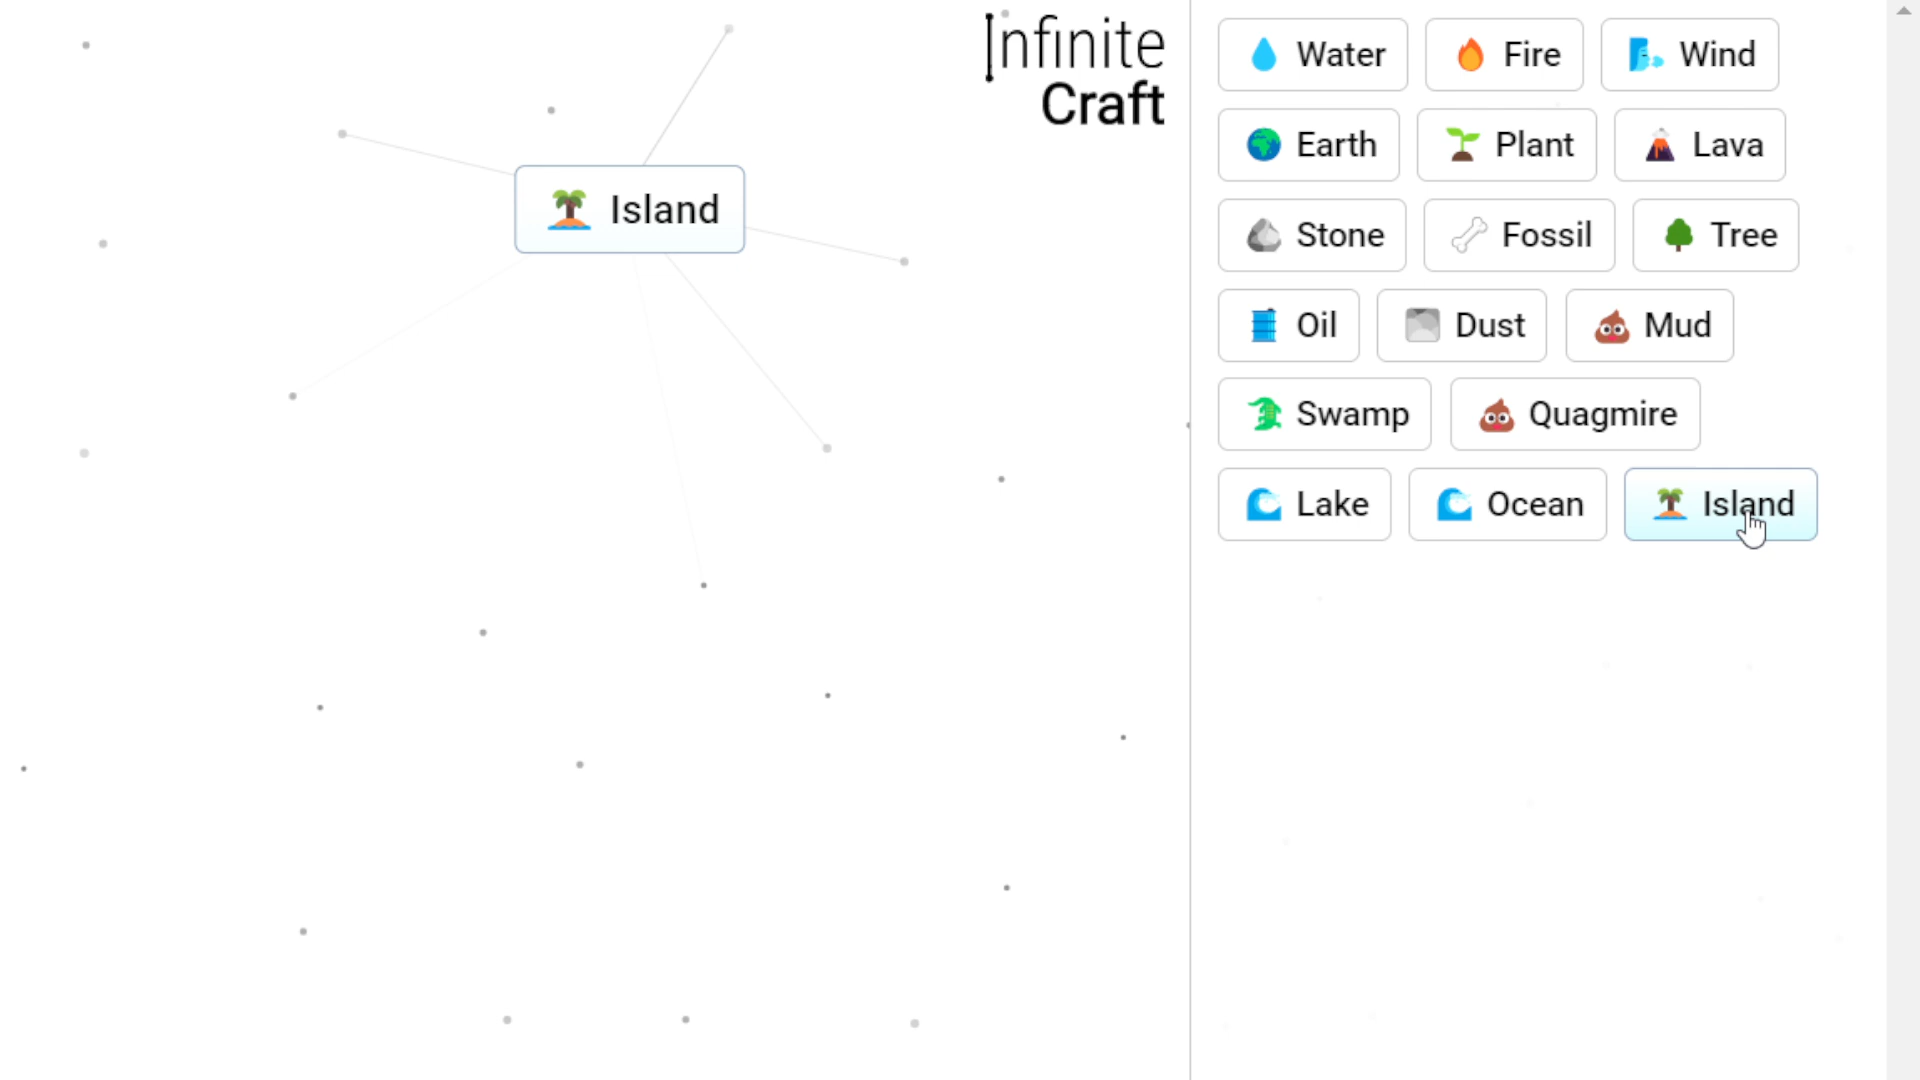 Infinite
Craft
Island
Water Fire Wind
Earth Plant Lava
Stone Fossil Tree
Oil Dust Mud
Swamp Quagmire
Lake Ocean Island